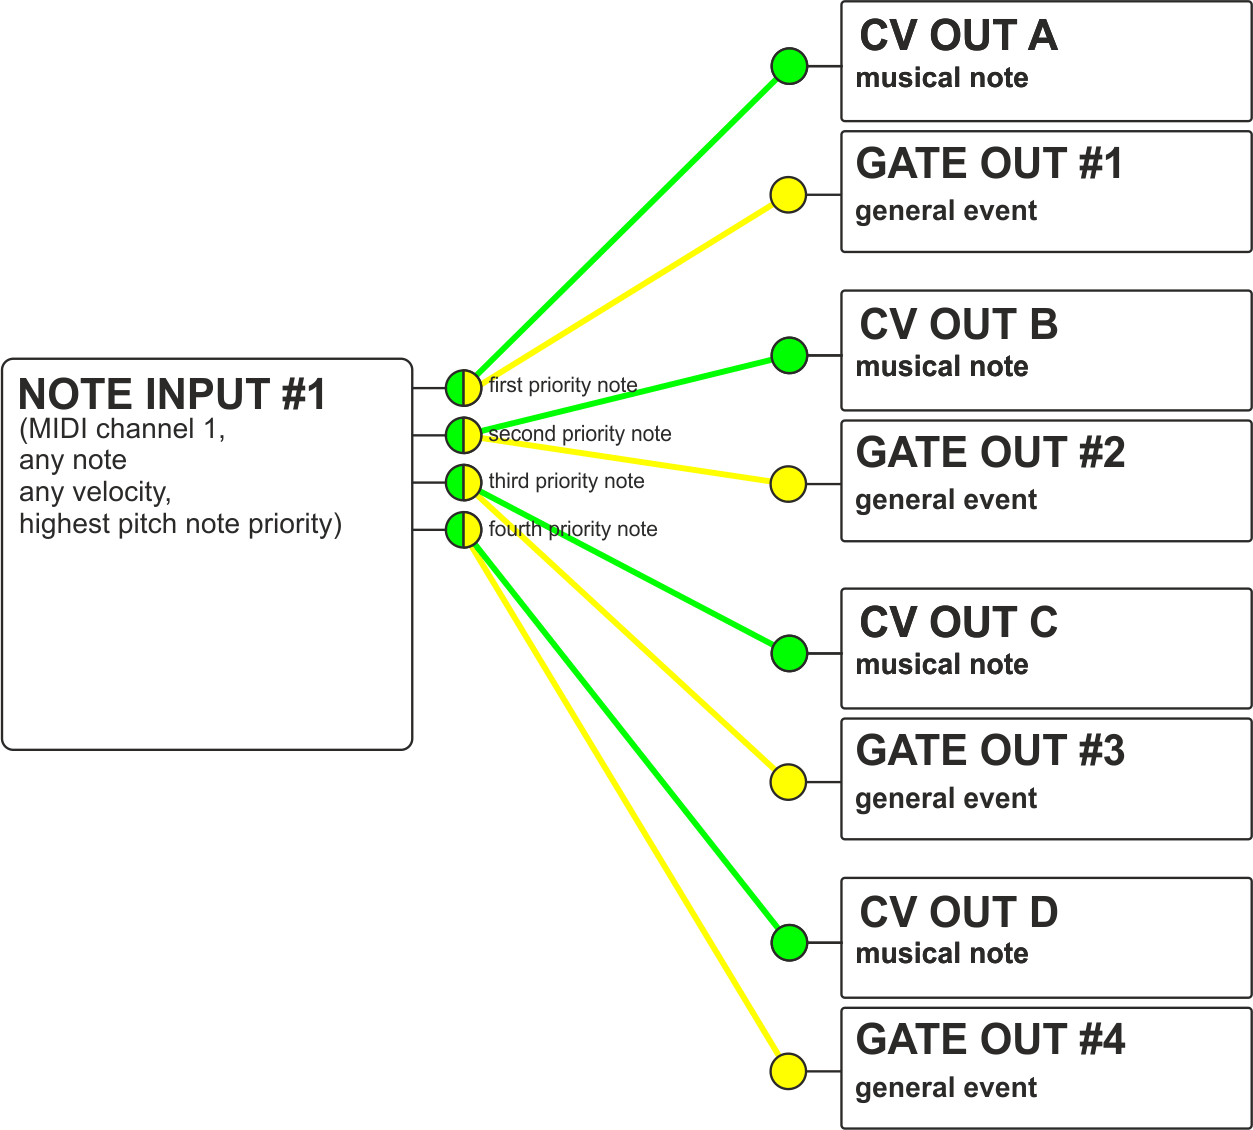 CV OUT A
musical note
GATE OUT #1
general event
CV OUT B
musical note
GATE OUT #2
general event
NOTE INPUT #1
(MIDI channel 1,
any note
any velocity,
highest pitch note priority)
first priority note
second priority note
third priority note
fourth priority note
CV OUT C
musical note
GATE OUT #3
general event
CV OUT D
musical note
GATE OUT #4
general event